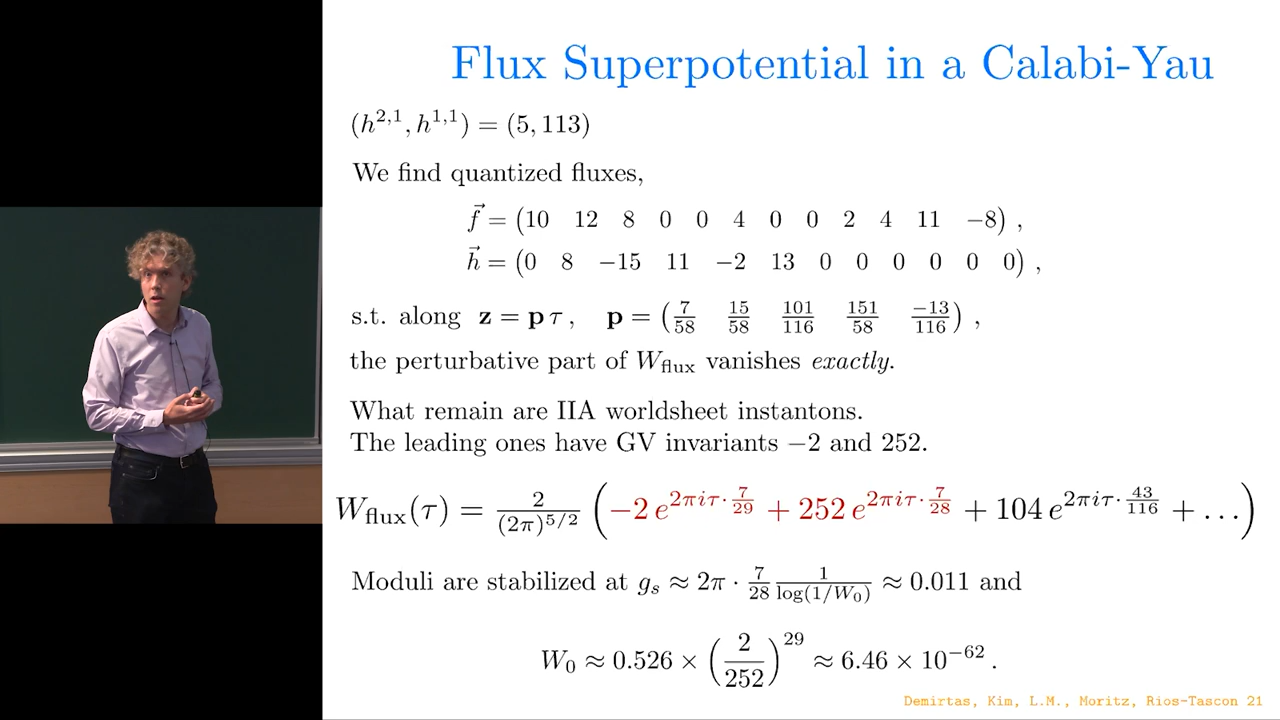 Flux Superpotential in a Calabi-Yau
(h^{2,1}, h^{1,1}) = (5, 113)
We find quantized fluxes,
\vec{f} = (10 12 8 0 0 4 0 0 2 4 11 −8) ,
\vec{h} = (0 8 −15 11 −2 13 0 0 0 0 0 0) ,
s.t. along z = p τ , p = (7/58 15/58 101/116 151/58 −13/116) ,
the perturbative part of W_flux vanishes exactly.
What remain are IIA worldsheet instantons.
The leading ones have GV invariants −2 and 252.
W_flux(τ) = 2/(2π)^{5/2} (−2 e^{2πiτ·7/29} + 252 e^{2πiτ·7/28} + 104 e^{2πiτ·43/116} + …)
Moduli are stabilized at g_s ≈ 2π · 7/28 1/log(1/W_0) ≈ 0.011 and
W_0 ≈ 0.526 × (2/252)^{29} ≈ 6.46 × 10^{−62} .
Demirtas, Kim, L.M., Moritz, Rios-Tascon 21